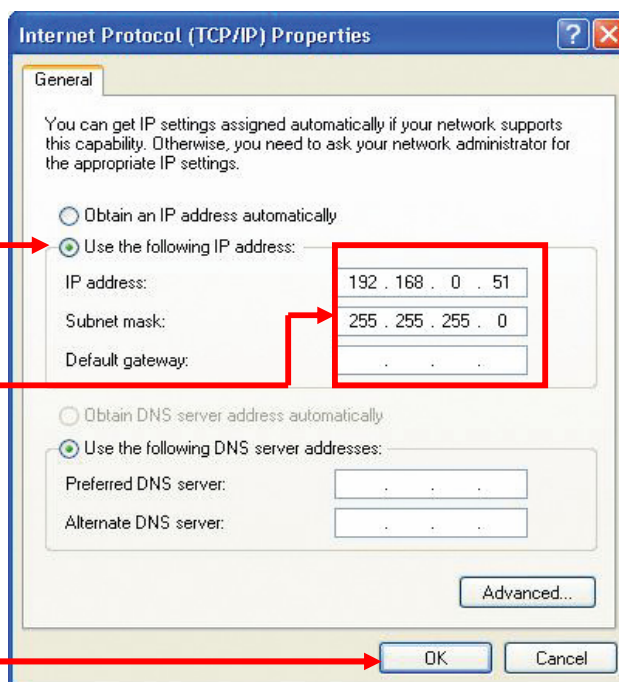 Internet Protocol (TCP/IP) Properties
General
You can get IP settings assigned automatically if your network supports
this capability. Otherwise, you need to ask your network administrator for
the appropriate IP settings.
Obtain an IP address automatically
Use the following IP address:
IP address: 192 . 168 . 0 . 51
Subnet mask: 255 . 255 . 255 . 0
Default gateway: . . .
Obtain DNS server address automatically
Use the following DNS server addresses:
Preferred DNS server: . . .
Alternate DNS server: . . .
Advanced...
OK Cancel